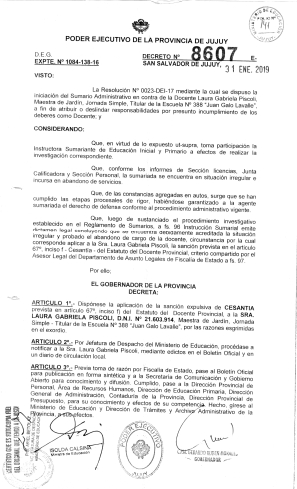 PODER EJECUTIVO DE LA PROVINCIA DE JUJUY
D.E.G.
DECRETO Nº 8607 E-
EXPTE. Nº 1084-138-16
SAN SALVADOR DE JUJUY, 31 ENE. 2019
VISTO:
La Resolución Nº 0023-DEI-17 mediante la cual se dispuso la
iniciación del Sumario Administrativo en contra de la Docente Laura Gabriela Piscoli,
Maestra de Jardín, Jornada Simple, Titular de la Escuela Nº 388 "Juan Galo Lavalle",
a fin de atribuir o deslindar responsabilidades por presunto incumplimiento de los
deberes como Docente; y
CONSIDERANDO:
Que, en virtud de lo expuesto ut-supra, toma participación la
Instructora Sumariante de Educación Inicial y Primario a efectos de realizar la
investigación correspondiente.
Que, conforme los informes de Sección licencias, Junta
Calificadora y Sección Personal, la sumariada se encuentra en situación irregular e
incursa en abandono de servicios.
Que, de las constancias agregadas en autos, surge que se han
cumplido las etapas procesales de rigor, habiéndose garantizado a la agente
sumariada el derecho de defensa conforme al procedimiento administrativo vigente.
Que, luego de sustanciado el procedimiento investigativo
establecido en el Reglamento de Sumarios, a fs. 96 Instrucción Sumarial emite
dictamen legal concluyendo que se encuentra debidamente acreditada la situación
irregular y probado el abandono de cargo de la docente, circunstancia por la cual
corresponde aplicar a la Sra. Laura Gabriela Piscoli, la sanción prevista en el artículo
67º, inciso f - Cesantía - del Estatuto del Docente Provincial, criterio compartido por el
Asesor Legal del Departamento de Asuntos Legales de Fiscalía de Estado a fs. 97.
Por ello;
EL GOBERNADOR DE LA PROVINCIA
DECRETA:
ARTICULO 1º.- Dispónese la aplicación de la sanción expulsiva de CESANTIA
prevista en artículo 67º, inciso f del Estatuto del Docente Provincial, a la SRA.
LAURA GABRIELA PISCOLI, D.N.I. Nº 21.603.914, Maestra de Jardín, Jornada
Simple - Titular de la Escuela Nº 388 "Juan Galo Lavalle", por las razones esgrimidas
en el exordio.
ARTICULO 2º.- Por Jefatura de Despacho del Ministerio de Educación, procédase a
notificar a la Sra. Laura Gabriela Piscoli, mediante edictos en el Boletín Oficial y en
un diario de circulación local.
ARTICULO 3º.- Previa toma de razón por Fiscalía de Estado, pase al Boletín Oficial
para publicación en forma sintética y a la Secretaría de Comunicación y Gobierno
Abierto para conocimiento y difusión. Cumplido, pase a la Dirección Provincial de
Personal, Área de Recursos Humanos, Dirección de Educación Primaria, Dirección
General de Administración, Contaduría de la Provincia, Dirección Provincial de
Presupuesto, para su conocimiento y efectos de su competencia. Hecho, gírese al
Ministerio de Educación y Dirección de Trámites y Archivo Administrativo de la
Provincia a sus efectos.
ISOLDA CALSINA
C.P.N. GERARDO RUBEN MORALES
GOBERNADOR